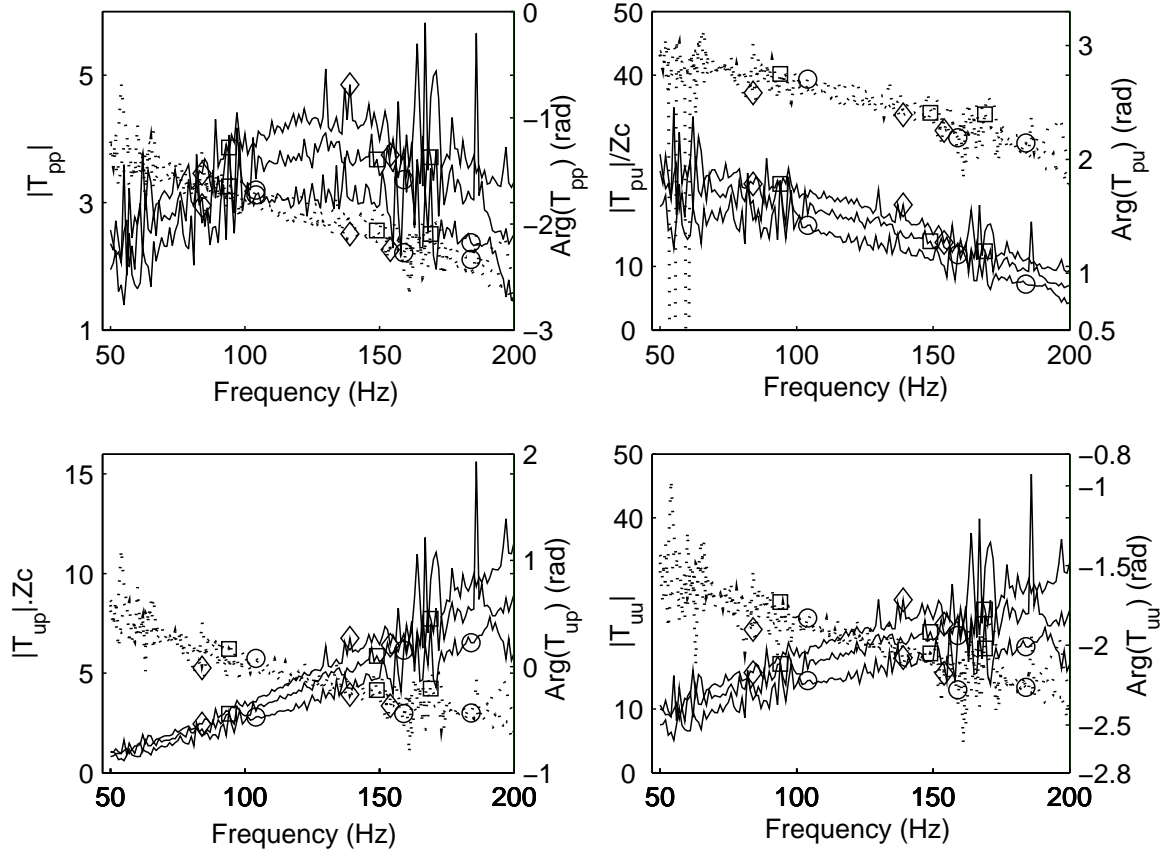 0
5
3
1
−1
−2
−3
|T_pp|
Arg(T_pp) (rad)
50 100 150 200
Frequency (Hz)
50
40
10
0
3
2
1
0.5
|T_pu|/Zc
Arg(T_pu) (rad)
50 100 150 200
Frequency (Hz)
15
10
5
0
2
1
0
−1
|T_up|.Zc
Arg(T_up) (rad)
50 100 150 200
Frequency (Hz)
50
40
10
0
−0.8
−1
−1.5
−2
−2.5
−2.8
|T_uu|
Arg(T_uu) (rad)
50 100 150 200
Frequency (Hz)